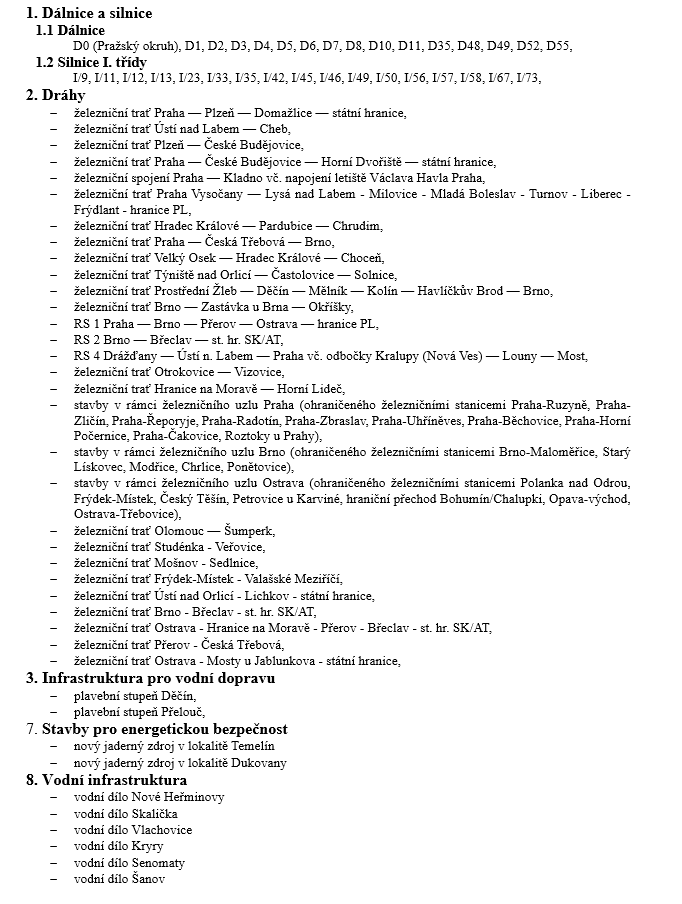 1. Dálnice a silnice
1.1 Dálnice
D0 (Pražský okruh), D1, D2, D3, D4, D5, D6, D7, D8, D10, D11, D35, D48, D49, D52, D55,
1.2 Silnice I. třídy
I/9, I/11, I/12, I/13, I/23, I/33, I/35, I/42, I/45, I/46, I/49, I/50, I/56, I/57, I/58, I/67, I/73,
2. Dráhy
– železniční trať Praha — Plzeň — Domažlice — státní hranice,
– železniční trať Ústí nad Labem — Cheb,
– železniční trať Plzeň — České Budějovice,
– železniční trať Praha — České Budějovice — Horní Dvořiště — státní hranice,
– železniční spojení Praha — Kladno vč. napojení letiště Václava Havla Praha,
– železniční trať Praha Vysočany — Lysá nad Labem - Milovice - Mladá Boleslav - Turnov - Liberec -
Frýdlant - hranice PL,
– železniční trať Hradec Králové — Pardubice — Chrudim,
– železniční trať Praha — Česká Třebová — Brno,
– železniční trať Velký Osek — Hradec Králové — Choceň,
– železniční trať Týniště nad Orlicí — Častolovice — Solnice,
– železniční trať Prostřední Žleb — Děčín — Mělník — Kolín — Havlíčkův Brod — Brno,
– železniční trať Brno — Zastávka u Brna — Okříšky,
– RS 1 Praha — Brno — Přerov — Ostrava — hranice PL,
– RS 2 Brno — Břeclav — st. hr. SK/AT,
– RS 4 Drážďany — Ústí n. Labem — Praha vč. odbočky Kralupy (Nová Ves) — Louny — Most,
– železniční trať Otrokovice — Vizovice,
– železniční trať Hranice na Moravě — Horní Lideč,
– stavby v rámci železničního uzlu Praha (ohraničeného železničními stanicemi Praha-Ruzyně, Praha-
Zličín, Praha-Řeporyje, Praha-Radotín, Praha-Zbraslav, Praha-Uhříněves, Praha-Běchovice, Praha-Horní
Počernice, Praha-Čakovice, Roztoky u Prahy),
– stavby v rámci železničního uzlu Brno (ohraničeného železničními stanicemi Brno-Maloměřice, Starý
Lískovec, Modřice, Chrlice, Ponětovice),
– stavby v rámci železničního uzlu Ostrava (ohraničeného železničními stanicemi Polanka nad Odrou,
Frýdek-Místek, Český Těšín, Petrovice u Karviné, hraniční přechod Bohumín/Chalupki, Opava-východ,
Ostrava-Třebovice),
– železniční trať Olomouc — Šumperk,
– železniční trať Studénka - Veřovice,
– železniční trať Mošnov - Sedlnice,
– železniční trať Frýdek-Místek - Valašské Meziříčí,
– železniční trať Ústí nad Orlicí - Lichkov - státní hranice,
– železniční trať Brno - Břeclav - st. hr. SK/AT,
– železniční trať Ostrava - Hranice na Moravě - Přerov - Břeclav - st. hr. SK/AT,
– železniční trať Přerov - Česká Třebová,
– železniční trať Ostrava - Mosty u Jablunkova - státní hranice,
3. Infrastruktura pro vodní dopravu
– plavební stupeň Děčín,
– plavební stupeň Přelouč,
7. Stavby pro energetickou bezpečnost
– nový jaderný zdroj v lokalitě Temelín
– nový jaderný zdroj v lokalitě Dukovany
8. Vodní infrastruktura
– vodní dílo Nové Heřminovy
– vodní dílo Skalička
– vodní dílo Vlachovice
– vodní dílo Kryry
– vodní dílo Senomaty
– vodní dílo Šanov